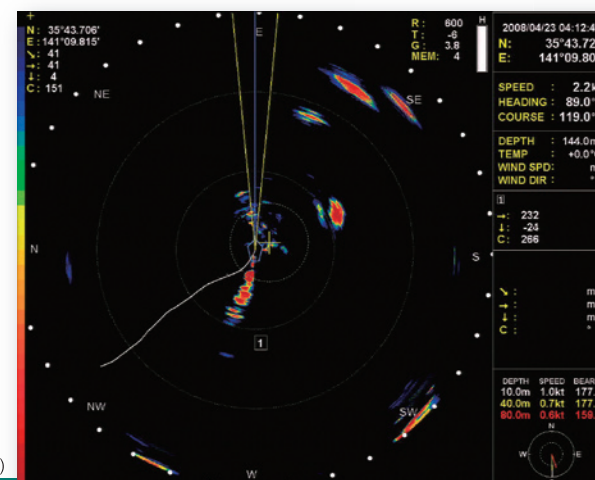 +
N: 35°43.706'
E: 141°09.815'
↘: 41
→: 41
↓: 4
C: 151
R: 600
T: -6
G: 3.8
MEM: 4
H
E
NE
SE
N
S
NW
SW
W
1
2008/04/23 04:12:4
N: 35°43.72
E: 141°09.80
SPEED : 2.2k
HEADING : 89.0°
COURSE : 119.0°
DEPTH : 144.0m
TEMP : +0.0°
WIND SPD: m
WIND DIR : °
1
→: 232
↓: -24
C: 266
↘: m
→: m
↓: m
C: °
DEPTH SPEED BEAR
10.0m 1.0kt 177.
40.0m 0.7kt 177.
80.0m 0.6kt 159.
N
W E
)